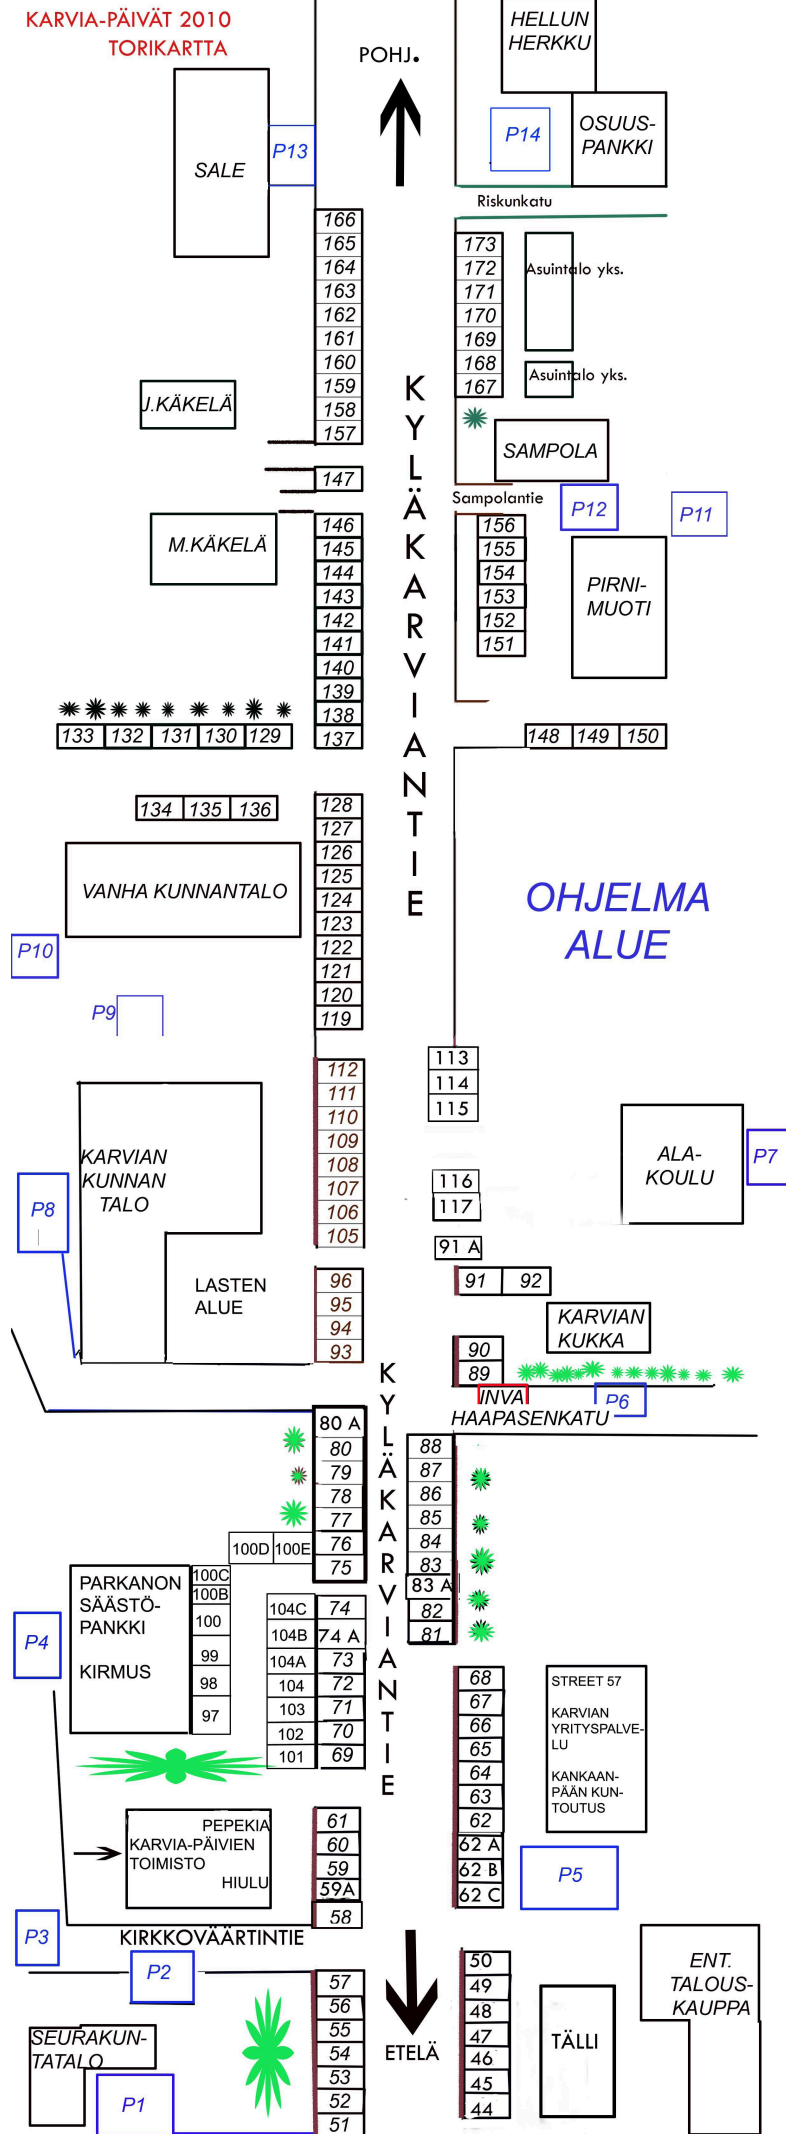 KARVIA-PÄIVÄT 2010
TORIKARTTA
POHJ.
HELLUN
HERKKU
SALE
P13
P14
OSUUS-
PANKKI
Riskunkatu
166
165
164
163
162
161
160
159
158
157
173
172
171
170
169
168
167
Asuintalo yks.
Asuintalo yks.
J.KÄKELÄ
SAMPOLA
147
Sampolantie
P12
P11
KYLÄKARVIANTIE
M.KÄKELÄ
146
145
144
143
142
141
140
139
138
137
156
155
154
153
152
151
PIRNI-
MUOTI
133 132 131 130 129
148 149 150
134 135 136
128
127
126
125
124
123
122
121
120
119
VANHA KUNNANTALO
OHJELMA
ALUE
P10
P9
112
111
110
109
108
107
106
105
113
114
115
116
117
91 A
KARVIAN
KUNNAN
TALO
ALA-
KOULU
P7
P8
LASTEN
ALUE
96
95
94
93
91 92
KARVIAN
KUKKA
90
89
INVA
P6
HAAPASENKATU
KYLÄKARVIANTIE
80 A
80
79
78
77
76
75
88
87
86
85
84
83
83 A
82
81
100D 100E
100C
100B
100
99
98
97
PARKANON
SÄÄSTÖ-
PANKKI
KIRMUS
P4
104C 74
104B 74 A
104A 73
104 72
103 71
102 70
101 69
68
67
66
65
64
63
62
62 A
62 B
62 C
STREET 57
KARVIAN
YRITYSPALVE-
LU
KANKAAN-
PÄÄN KUN-
TOUTUS
P5
PEPEKIA
KARVIA-PÄIVIEN
TOIMISTO
HIULU
61
60
59
59A
58
P3
KIRKKOVÄÄRTINTIE
P2
57
56
55
54
53
52
51
ETELÄ
50
49
48
47
46
45
44
TÄLLI
ENT.
TALOUS-
KAUPPA
SEURAKUN-
TATALO
P1